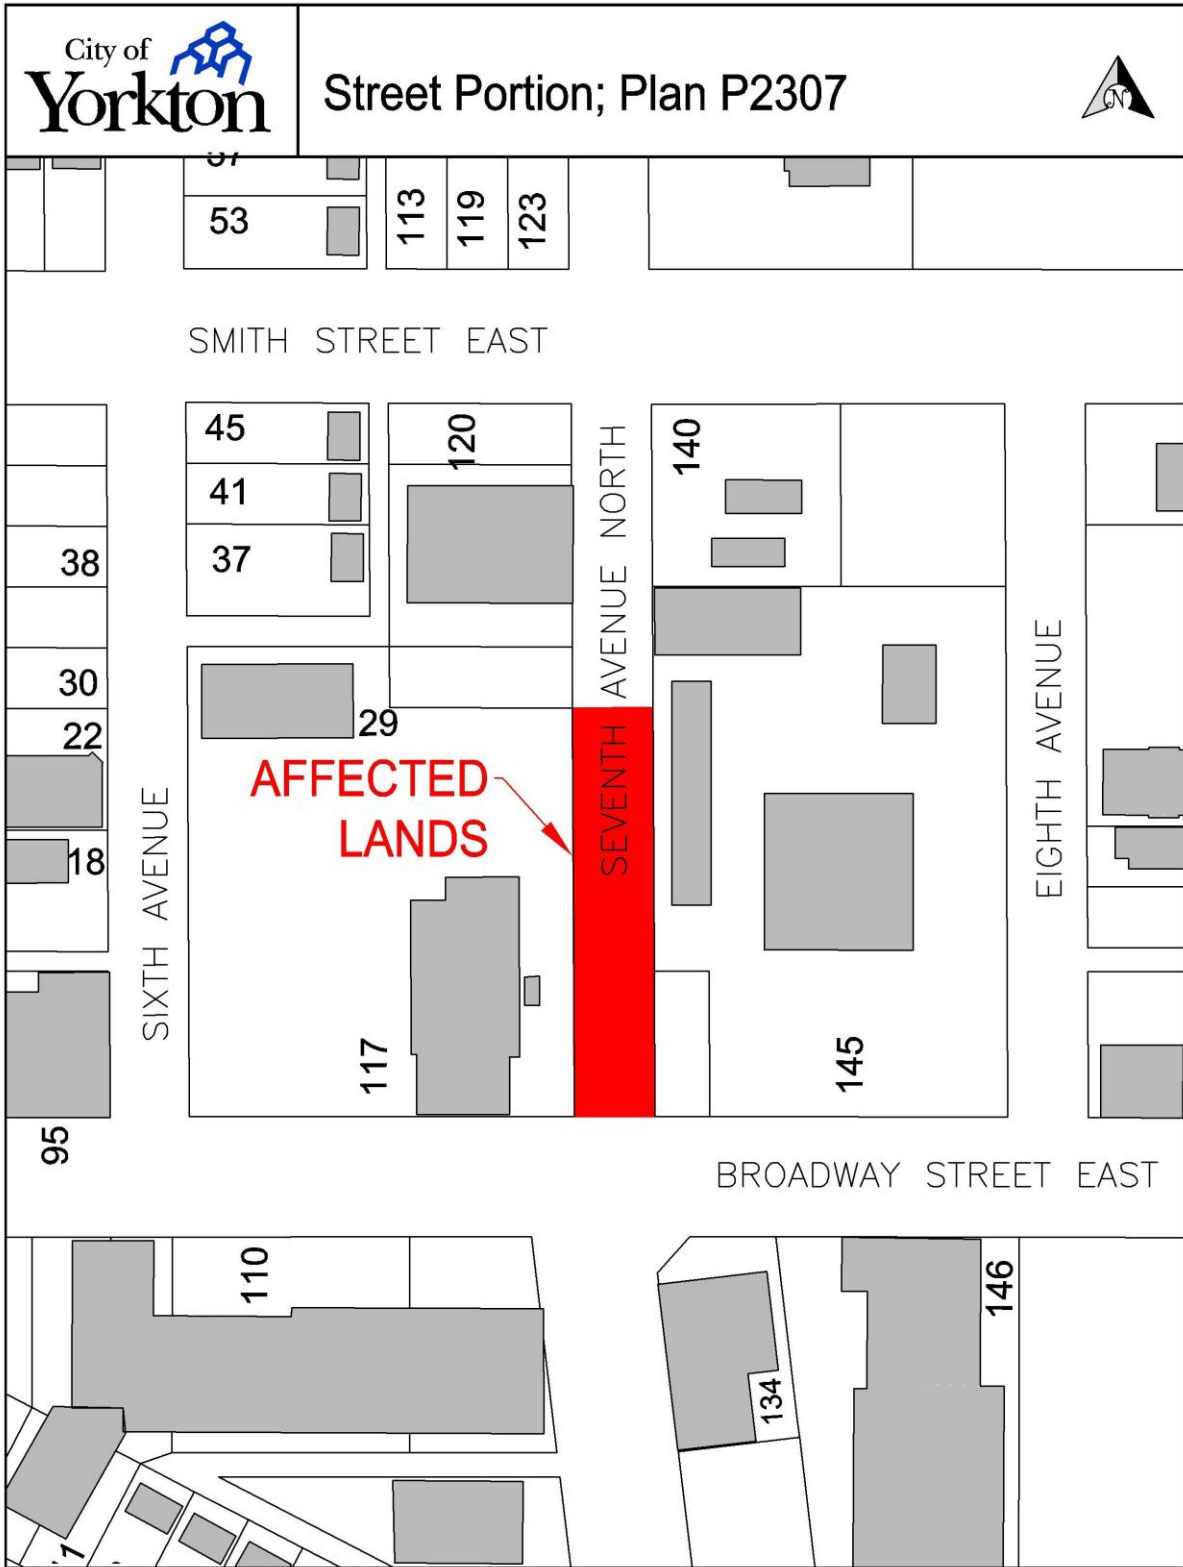 City of
Yorkton
Street Portion; Plan P2307
N
57
53
113
119
123
SMITH STREET EAST
45
41
37
120
140
38
30
22
18
29
SEVENTH AVENUE NORTH
AFFECTED
LANDS
SIXTH AVENUE
EIGHTH AVENUE
117
145
95
BROADWAY STREET EAST
110
134
146